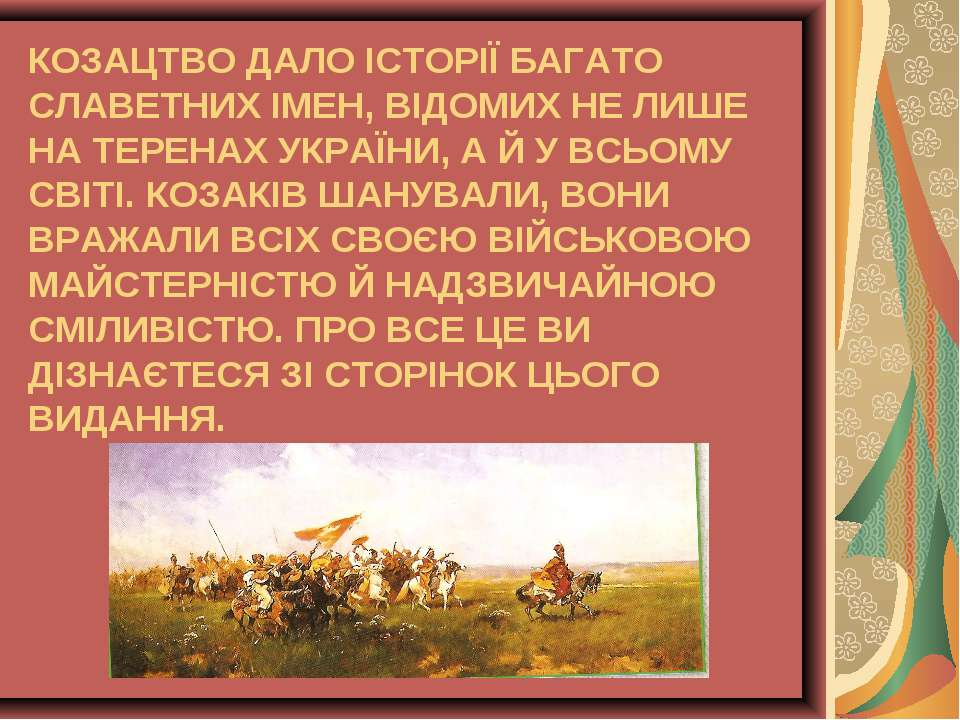 КОЗАЦТВО ДАЛО ІСТОРІЇ БАГАТО
СЛАВЕТНИХ ІМЕН, ВІДОМИХ НЕ ЛИШЕ
НА ТЕРЕНАХ УКРАЇНИ, А Й У ВСЬОМУ
СВІТІ. КОЗАКІВ ШАНУВАЛИ, ВОНИ
ВРАЖАЛИ ВСІХ СВОЄЮ ВІЙСЬКОВОЮ
МАЙСТЕРНІСТЮ Й НАДЗВИЧАЙНОЮ
СМІЛИВІСТЮ. ПРО ВСЕ ЦЕ ВИ
ДІЗНАЄТЕСЯ ЗІ СТОРІНОК ЦЬОГО
ВИДАННЯ.